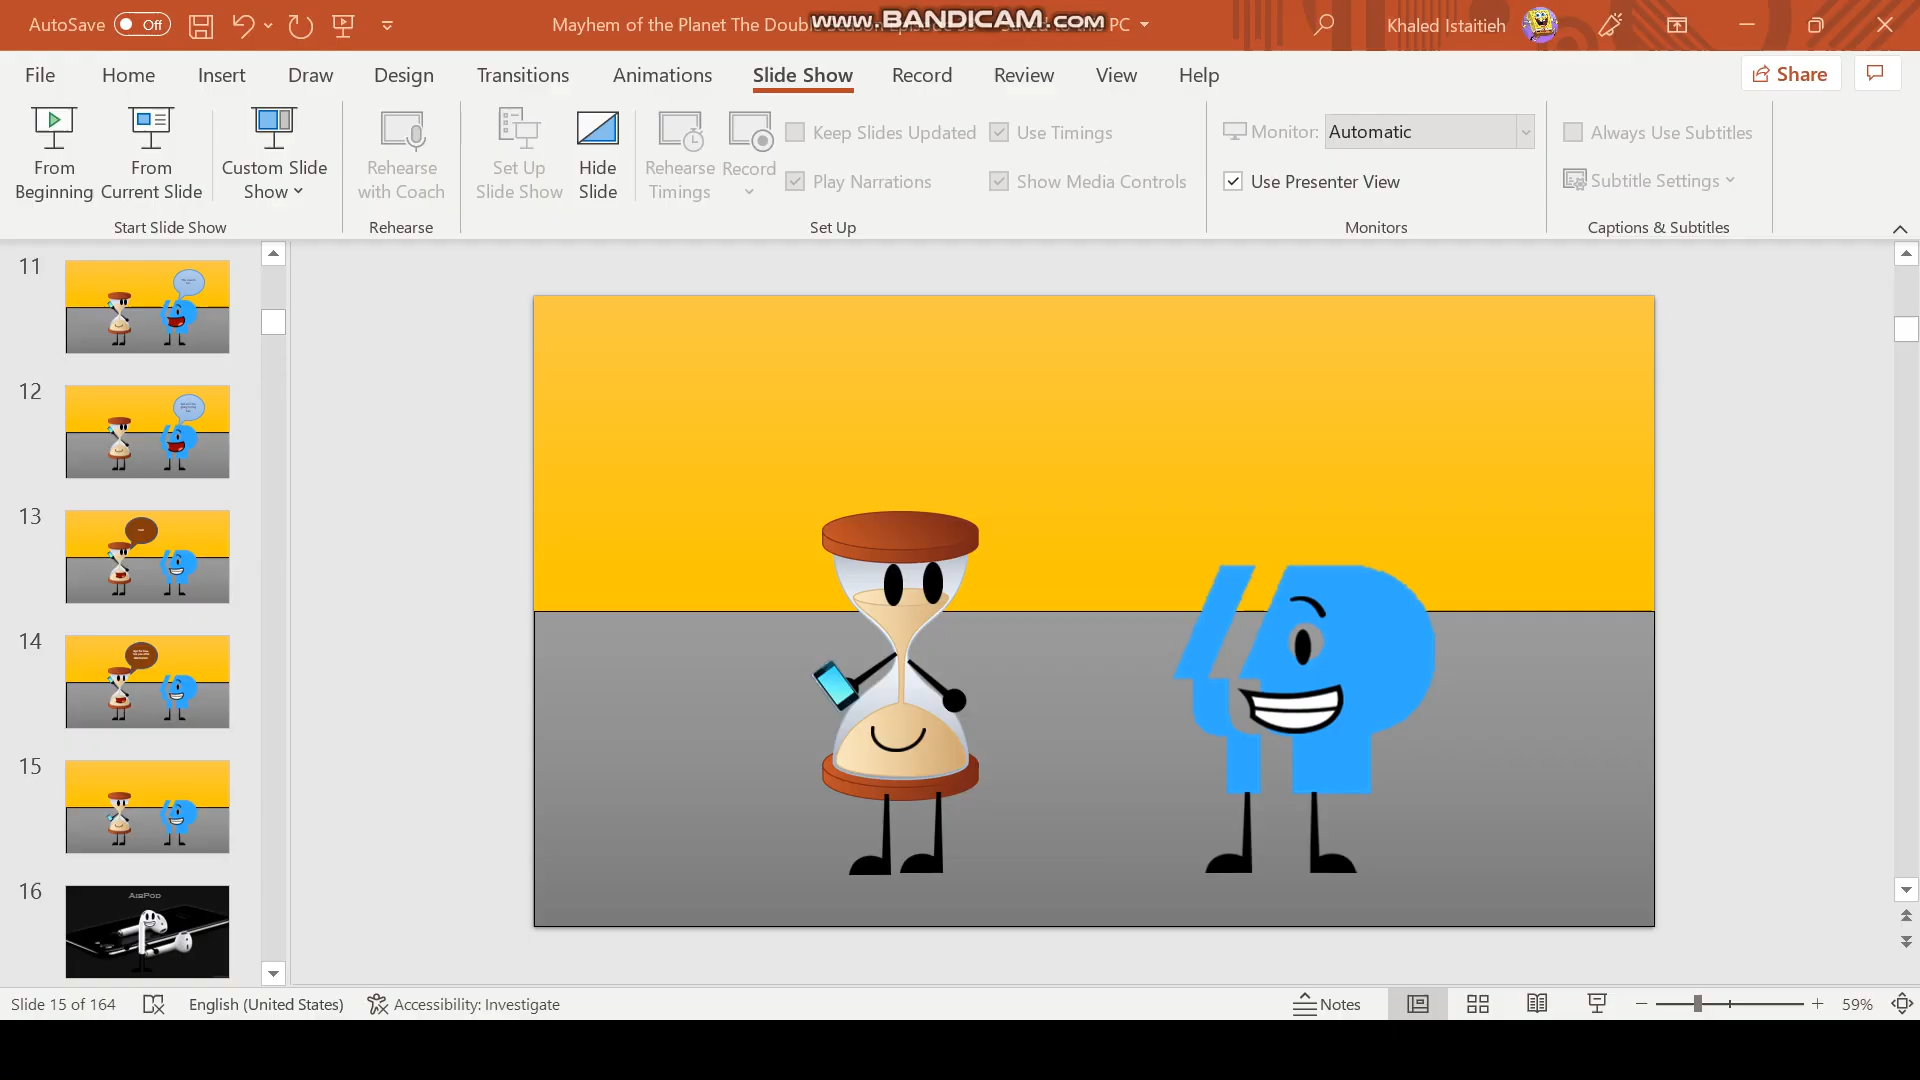 AutoSave Off
Mayhem of the Planet The Double Season Episode
PC
www.BANDICAM.com
Khaled Istaitieh
File Home Insert Draw Design Transitions Animations Slide Show Record Review View Help
Share
From Beginning
From Current Slide
Custom Slide Show
Start Slide Show
Rehearse with Coach
Rehearse
Set Up Slide Show
Hide Slide
Rehearse Timings
Record
Keep Slides Updated
Play Narrations
Use Timings
Show Media Controls
Set Up
Monitor: Automatic
Use Presenter View
Monitors
Always Use Subtitles
Subtitle Settings
Captions & Subtitles
11
12
13
14
15
16
AirPod
Slide 15 of 164
English (United States)
Accessibility: Investigate
Notes
59%